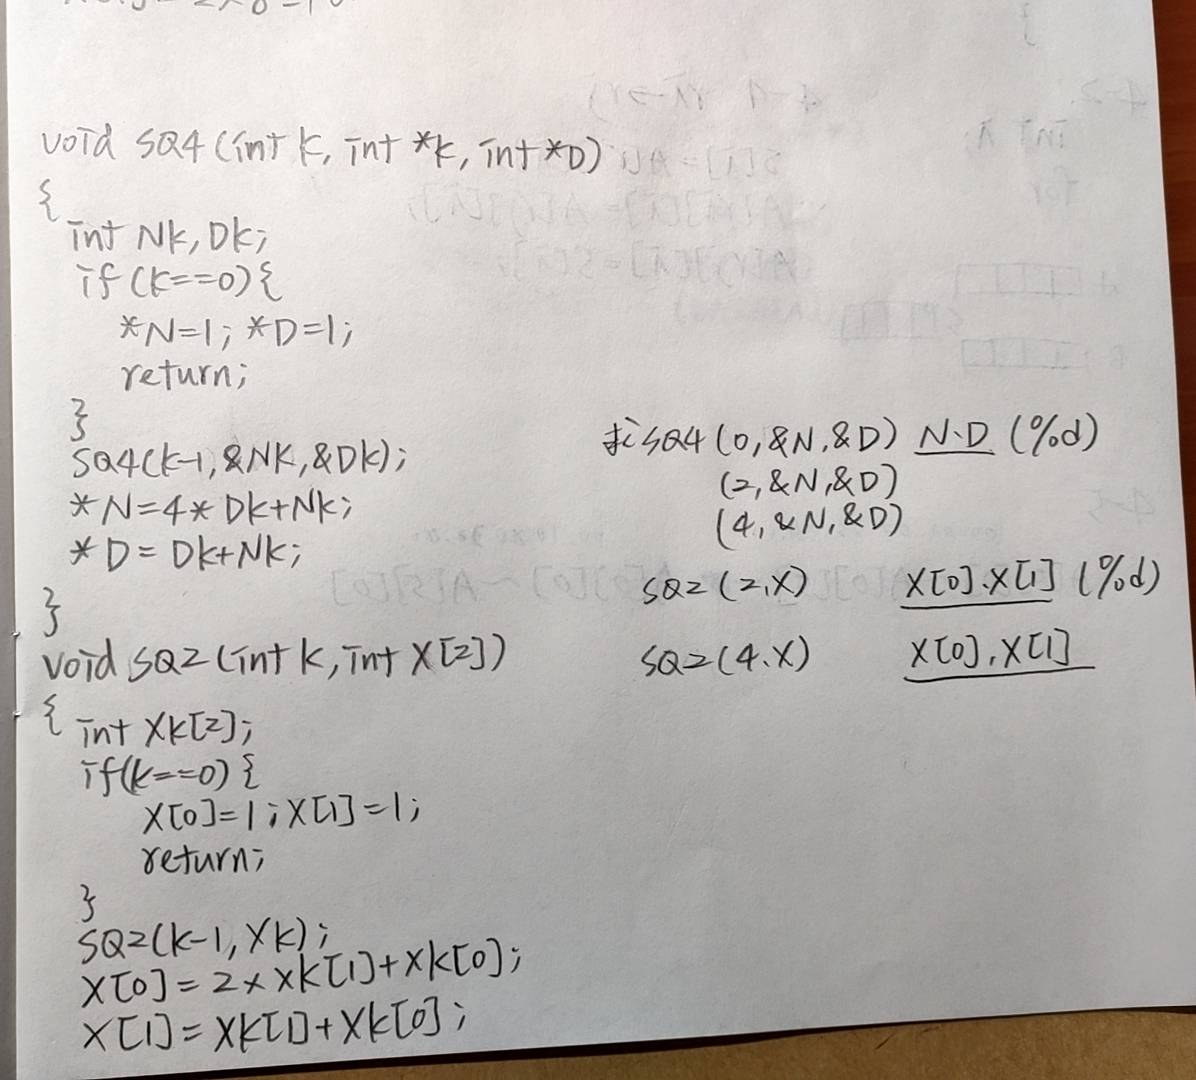 void SQ4(int k, int *k, int *D)
{
int Nk, Dk;
if (k==0){
*N=1; *D=1;
return;
}
SQ4(k-1, &Nk, &Dk);
*N=4* Dk+Nk;
*D= Dk+Nk;
}
求SQ4 (0, &N, &D) N.D (%d)
(2, &N, &D)
(4, &N, &D)
SQ2 (2.X) X[0].X[1] (%d)
SQ2(4.X) X[0], X[1]
void SQ2(int k, int X[2])
{ int Xk[2];
if(k==0){
X[0]=1; X[1]=1;
return;
}
SQ2(k-1, Xk);
X[0]=2*Xk[1]+Xk[0];
X[1]=Xk[1]+Xk[0];